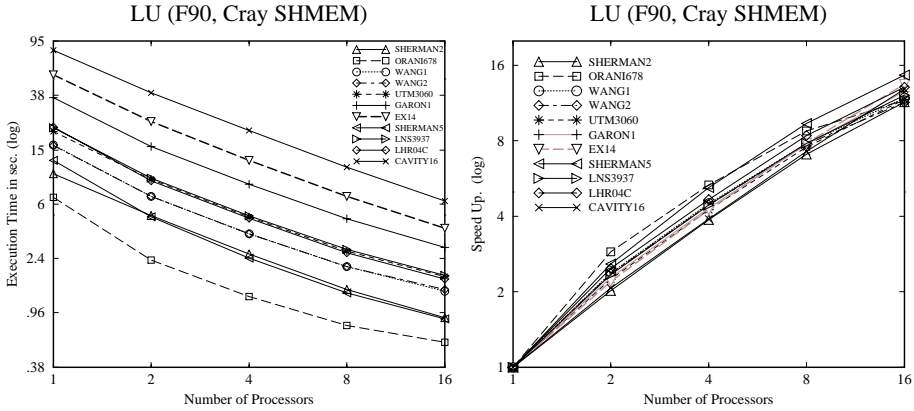 LU (F90, Cray SHMEM)
95
38
15
6
2.4
.96
.38
1
2
4
8
16
Execution Time in sec. (log)
Number of Processors
SHERMAN2
ORANI678
WANG1
WANG2
UTM3060
GARON1
EX14
SHERMAN5
LNS3937
LHR04C
CAVITY16
LU (F90, Cray SHMEM)
16
8
4
2
1
1
2
4
8
16
Speed Up. (log)
Number of Processors
SHERMAN2
ORANI678
WANG1
WANG2
UTM3060
GARON1
EX14
SHERMAN5
LNS3937
LHR04C
CAVITY16